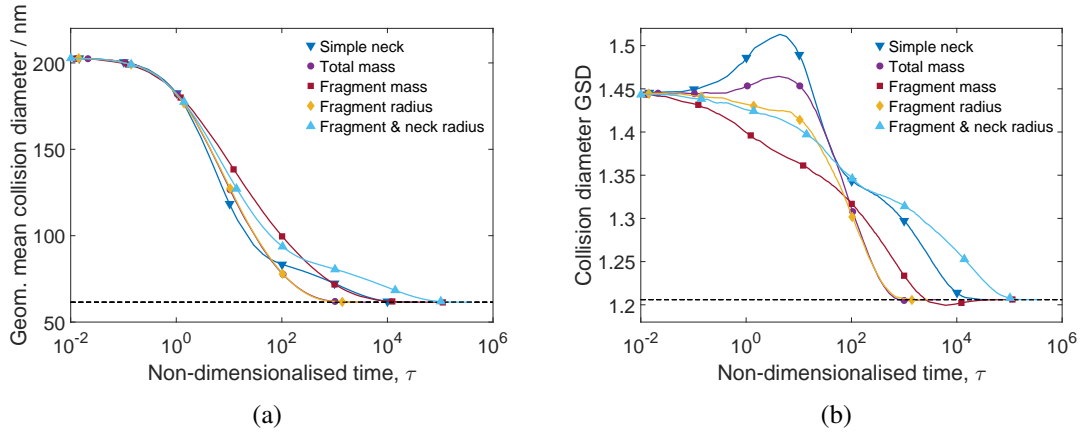 Geom. mean collision diameter / nm
200
150
100
50
10^-2
10^0
10^2
10^4
10^6
Non-dimensionalised time, τ
Simple neck
Total mass
Fragment mass
Fragment radius
Fragment & neck radius
(a)
Collision diameter GSD
1.5
1.45
1.4
1.35
1.3
1.25
1.2
10^-2
10^0
10^2
10^4
10^6
Non-dimensionalised time, τ
Simple neck
Total mass
Fragment mass
Fragment radius
Fragment & neck radius
(b)